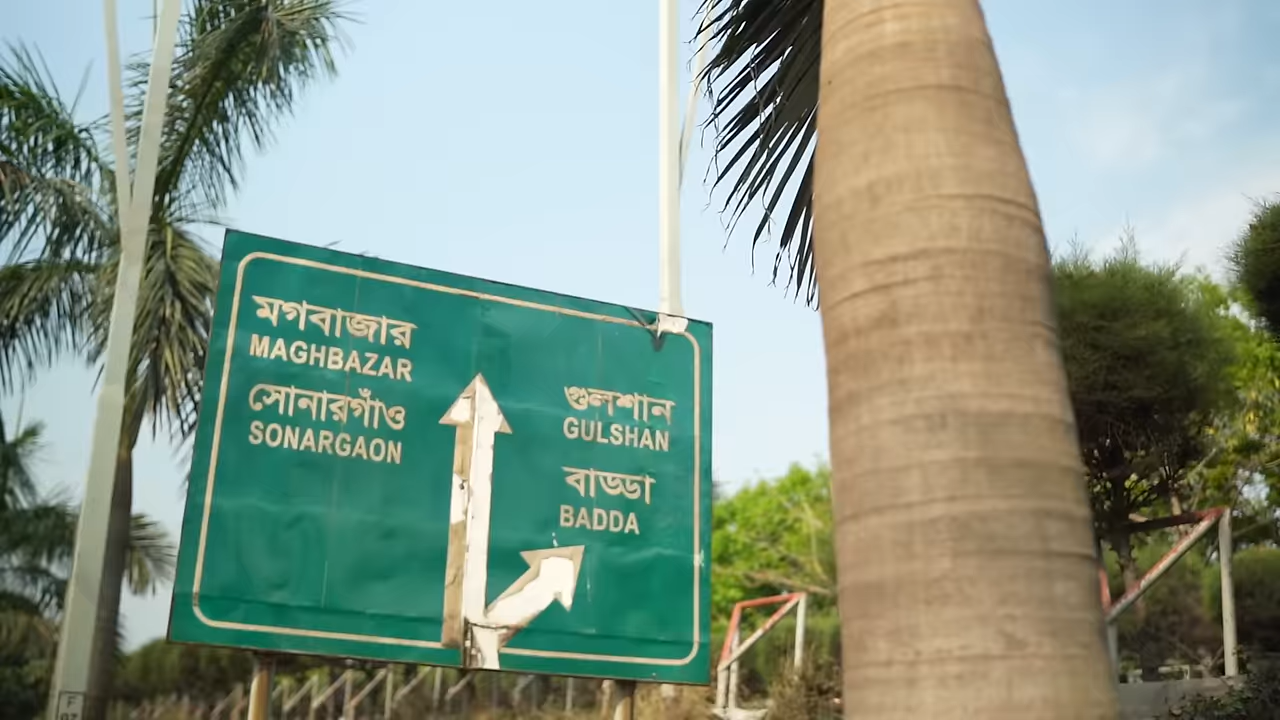 মগবাজার
MAGHBAZAR
সোনারগাঁও
SONARGAON
গুলশান
GULSHAN
বাড্ডা
BADDA
F